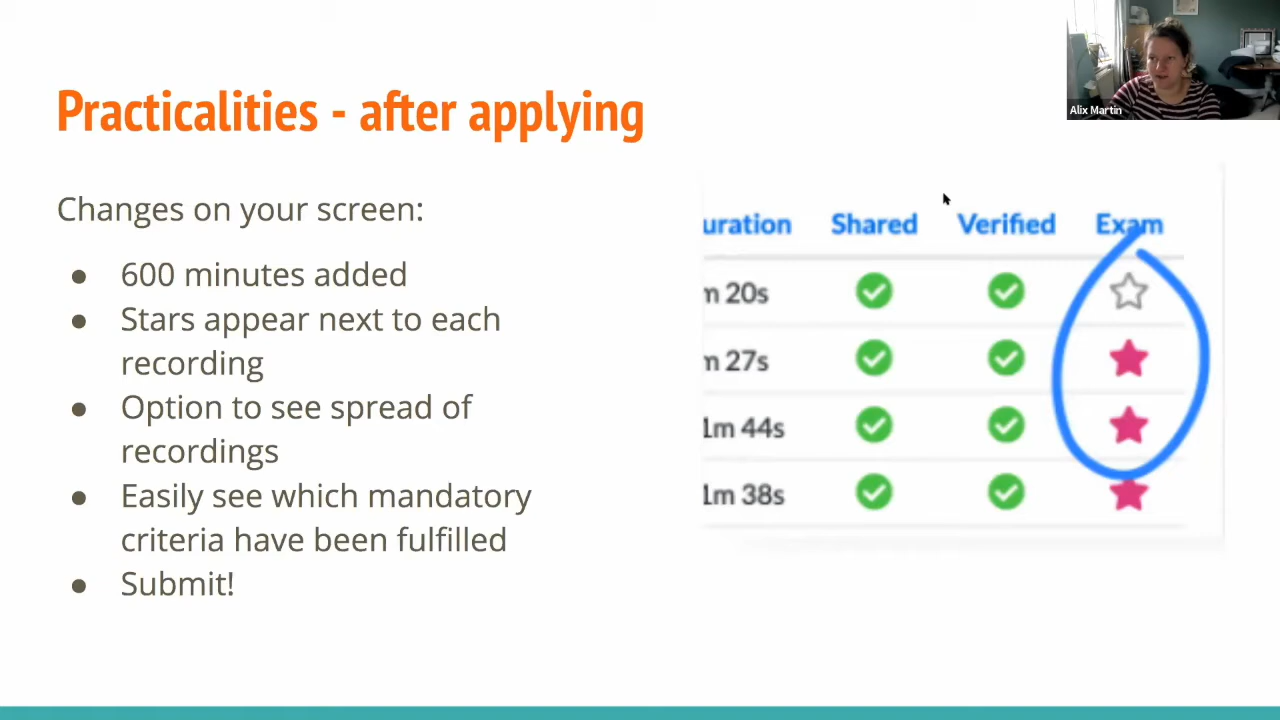 Practicalities - after applying
Alix Martin
Changes on your screen:
● 600 minutes added
● Stars appear next to each
recording
● Option to see spread of
recordings
● Easily see which mandatory
criteria have been fulfilled
● Submit!
uration Shared Verified Exam
m 20s
m 27s
1m 44s
1m 38s